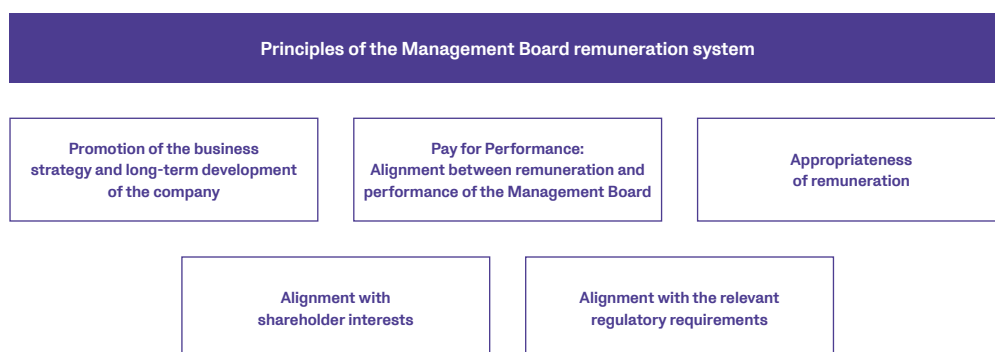 Principles of the Management Board remuneration system
Promotion of the business
strategy and long-term development
of the company
Pay for Performance:
Alignment between remuneration and
performance of the Management Board
Appropriateness
of remuneration
Alignment with
shareholder interests
Alignment with the relevant
regulatory requirements